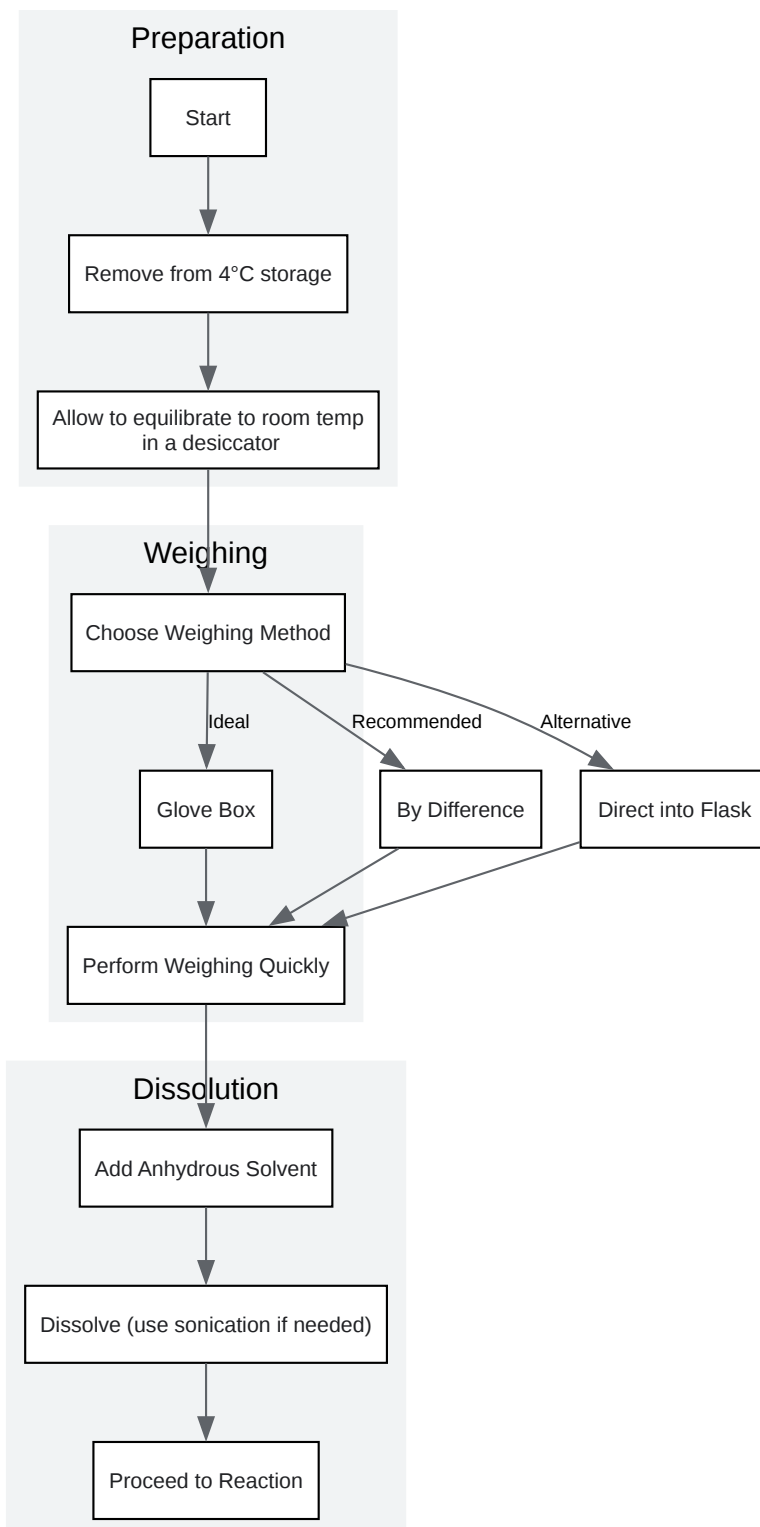 Preparation
Start
Remove from 4°C storage
Allow to equilibrate to room temp
in a desiccator
Weighing
Choose Weighing Method
Ideal
Recommended
Alternative
Glove Box
By Difference
Direct into Flask
Perform Weighing Quickly
Dissolution
Add Anhydrous Solvent
Dissolve (use sonication if needed)
Proceed to Reaction